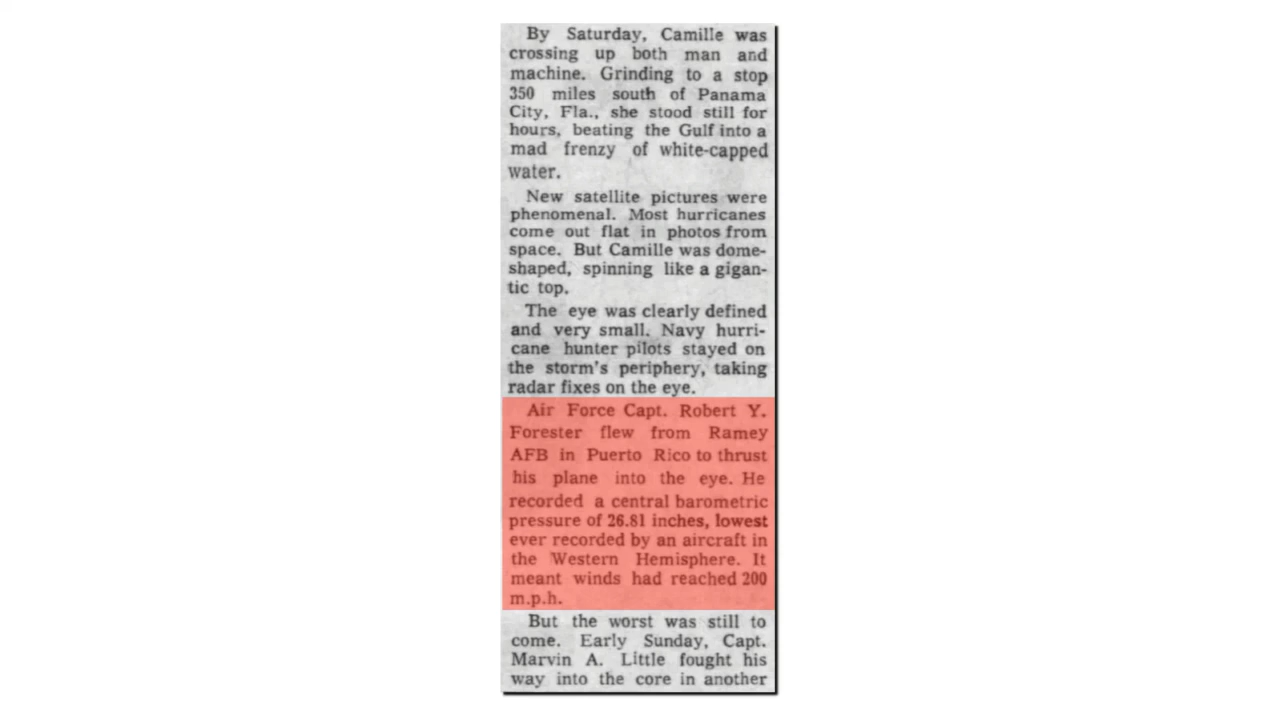 By Saturday, Camille was
crossing up both man and
machine. Grinding to a stop
350 miles south of Panama
City, Fla., she stood still for
hours, beating the Gulf into a
mad frenzy of white-capped
water.
New satellite pictures were
phenomenal. Most hurricanes
come out flat in photos from
space. But Camille was dome-
shaped, spinning like a gigan-
tic top.
The eye was clearly defined
and very small. Navy hurri-
cane hunter pilots stayed on
the storm's periphery, taking
radar fixes on the eye.
Air Force Capt. Robert Y.
Forester flew from Ramey
AFB in Puerto Rico to thrust
his plane into the eye. He
recorded a central barometric
pressure of 26.81 inches, lowest
ever recorded by an aircraft in
the Western Hemisphere. It
meant winds had reached 200
m.p.h.
But the worst was still to
come. Early Sunday, Capt.
Marvin A. Little fought his
way into the core in another